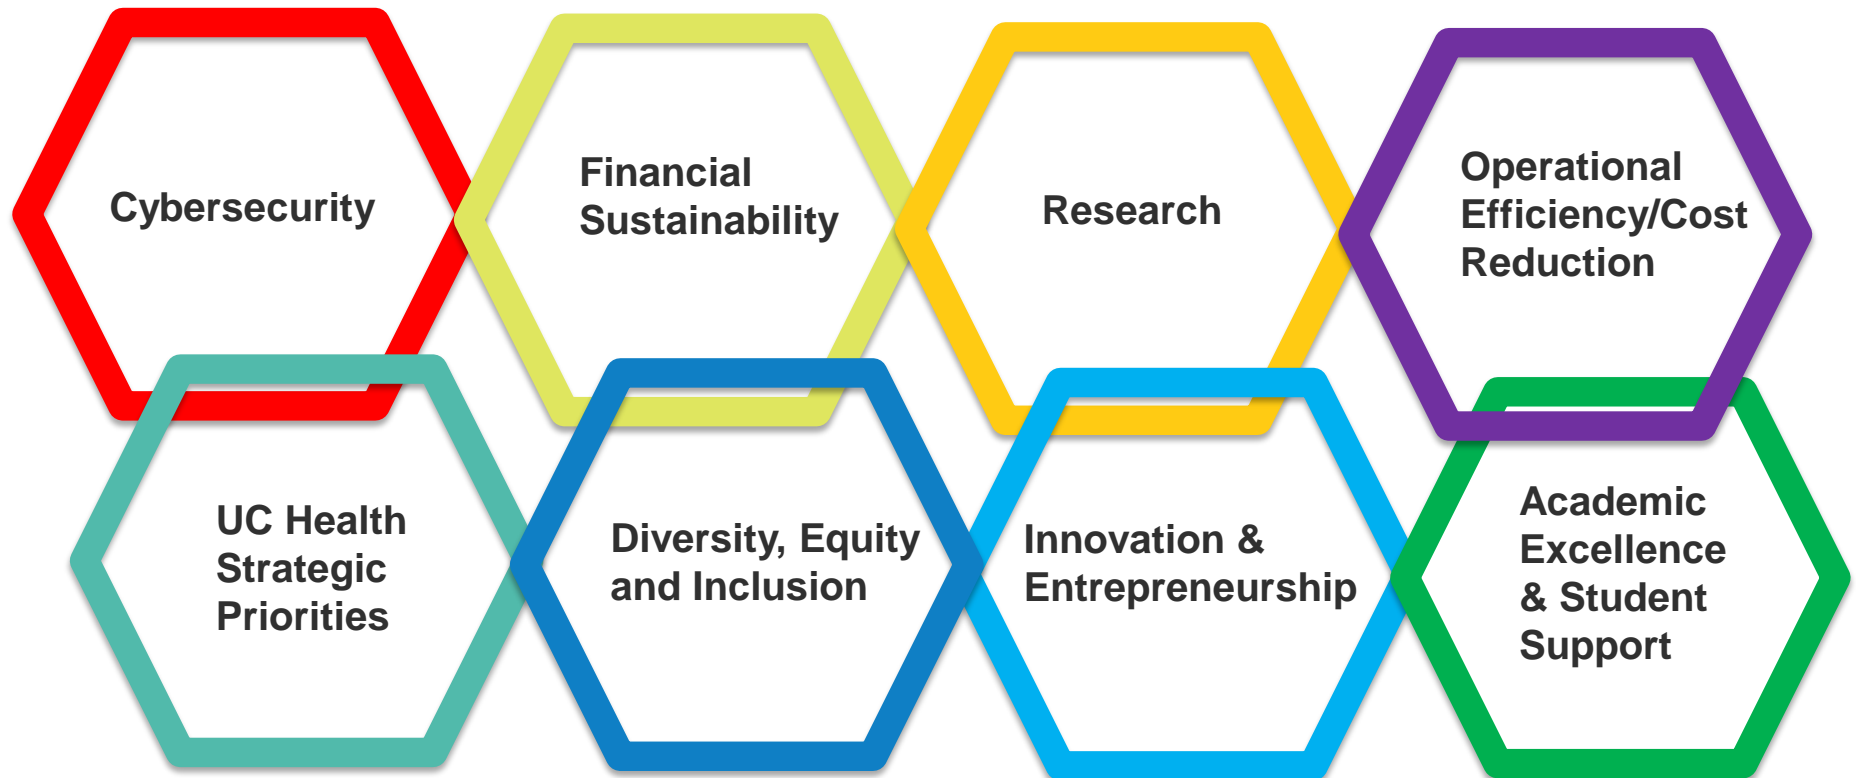 Cybersecurity
Financial
Sustainability
Research
Operational
Efficiency/Cost
Reduction
UC Health
Strategic
Priorities
Diversity, Equity
and Inclusion
Innovation &
Entrepreneurship
Academic
Excellence
& Student
Support